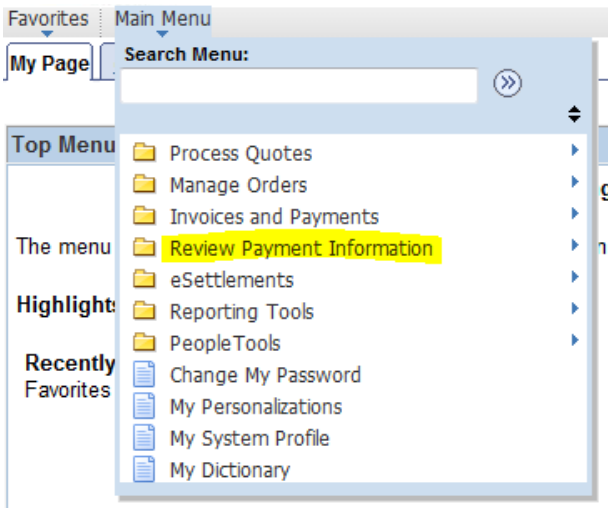 Favorites Main Menu
My Page
Search Menu:
Top Menu
Process Quotes
Manage Orders
Invoices and Payments
The menu
Review Payment Information
eSettlements
Highlights
Reporting Tools
PeopleTools
Recently
Change My Password
Favorites
My Personalizations
My System Profile
My Dictionary